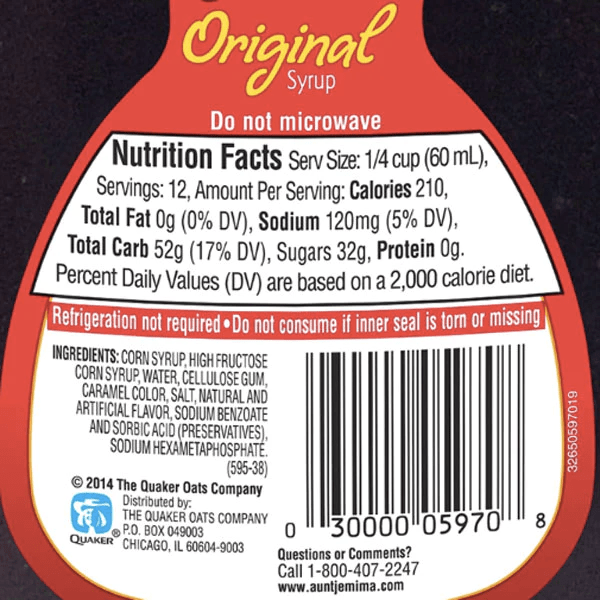 Original
Syrup
Do not microwave
Nutrition Facts Serv Size: 1/4 cup (60 mL),
Servings: 12, Amount Per Serving: Calories 210,
Total Fat 0g (0% DV), Sodium 120mg (5% DV),
Total Carb 52g (17% DV), Sugars 32g, Protein 0g.
Percent Daily Values (DV) are based on a 2,000 calorie diet.
Refrigeration not required • Do not consume if inner seal is torn or missing
INGREDIENTS: CORN SYRUP, HIGH FRUCTOSE
CORN SYRUP, WATER, CELLULOSE GUM,
CARAMEL COLOR, SALT, NATURAL AND
ARTIFICIAL FLAVOR, SODIUM BENZOATE
AND SORBIC ACID (PRESERVATIVES),
SODIUM HEXAMETAPHOSPHATE.
(595-38)
© 2014 The Quaker Oats Company
Distributed by:
THE QUAKER OATS COMPANY
P.O. BOX 049003
CHICAGO, IL 60604-9003
QUAKER®
0 30000 05970 8
Questions or Comments?
Call 1-800-407-2247
www.auntjemima.com
32650597019